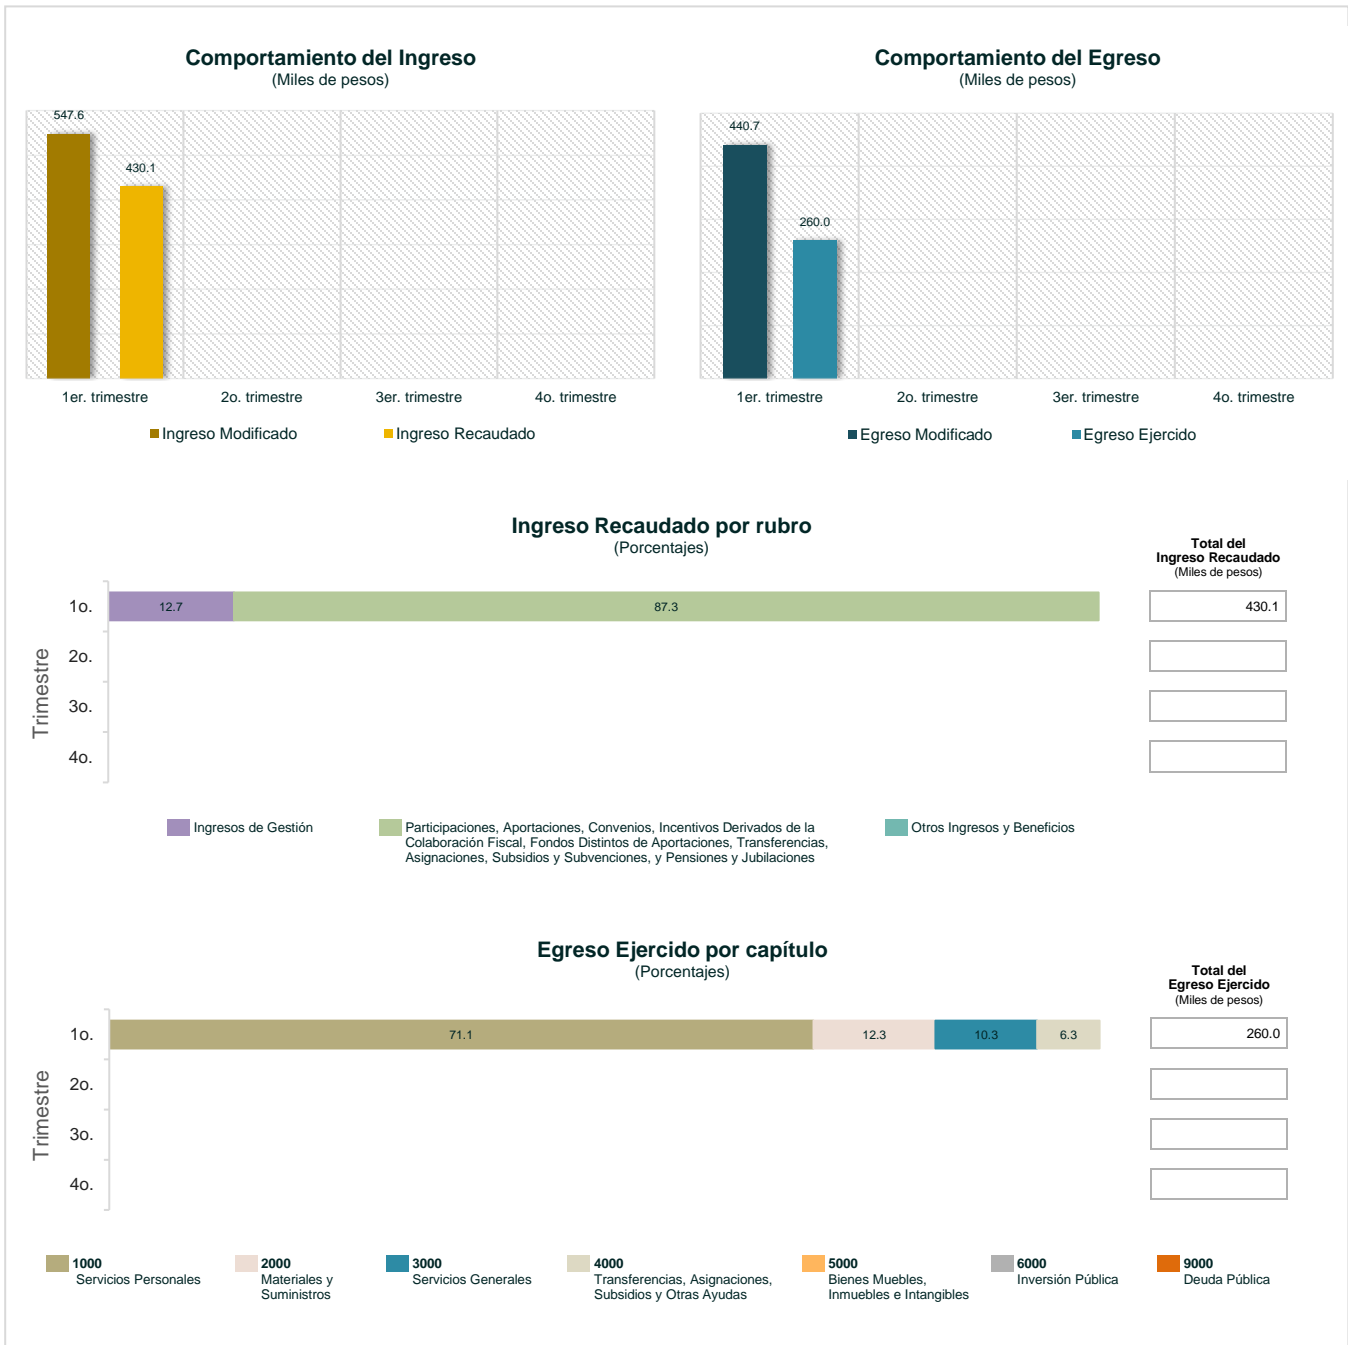 Comportamiento del Ingreso
(Miles de pesos)
547.6
430.1
1er. trimestre
2o. trimestre
3er. trimestre
4o. trimestre
Ingreso Modificado
Ingreso Recaudado
Comportamiento del Egreso
(Miles de pesos)
440.7
260.0
1er. trimestre
2o. trimestre
3er. trimestre
4o. trimestre
Egreso Modificado
Egreso Ejercido
Ingreso Recaudado por rubro
(Porcentajes)
Total del
Ingreso Recaudado
(Miles de pesos)
Trimestre
1o.
12.7
87.3
430.1
2o.
3o.
4o.
Ingresos de Gestión
Participaciones, Aportaciones, Convenios, Incentivos Derivados de la
Colaboración Fiscal, Fondos Distintos de Aportaciones, Transferencias,
Asignaciones, Subsidios y Subvenciones, y Pensiones y Jubilaciones
Otros Ingresos y Beneficios
Egreso Ejercido por capítulo
(Porcentajes)
Total del
Egreso Ejercido
(Miles de pesos)
Trimestre
1o.
71.1
12.3
10.3
6.3
260.0
2o.
3o.
4o.
1000
Servicios Personales
2000
Materiales y
Suministros
3000
Servicios Generales
4000
Transferencias, Asignaciones,
Subsidios y Otras Ayudas
5000
Bienes Muebles,
Inmuebles e Intangibles
6000
Inversión Pública
9000
Deuda Pública